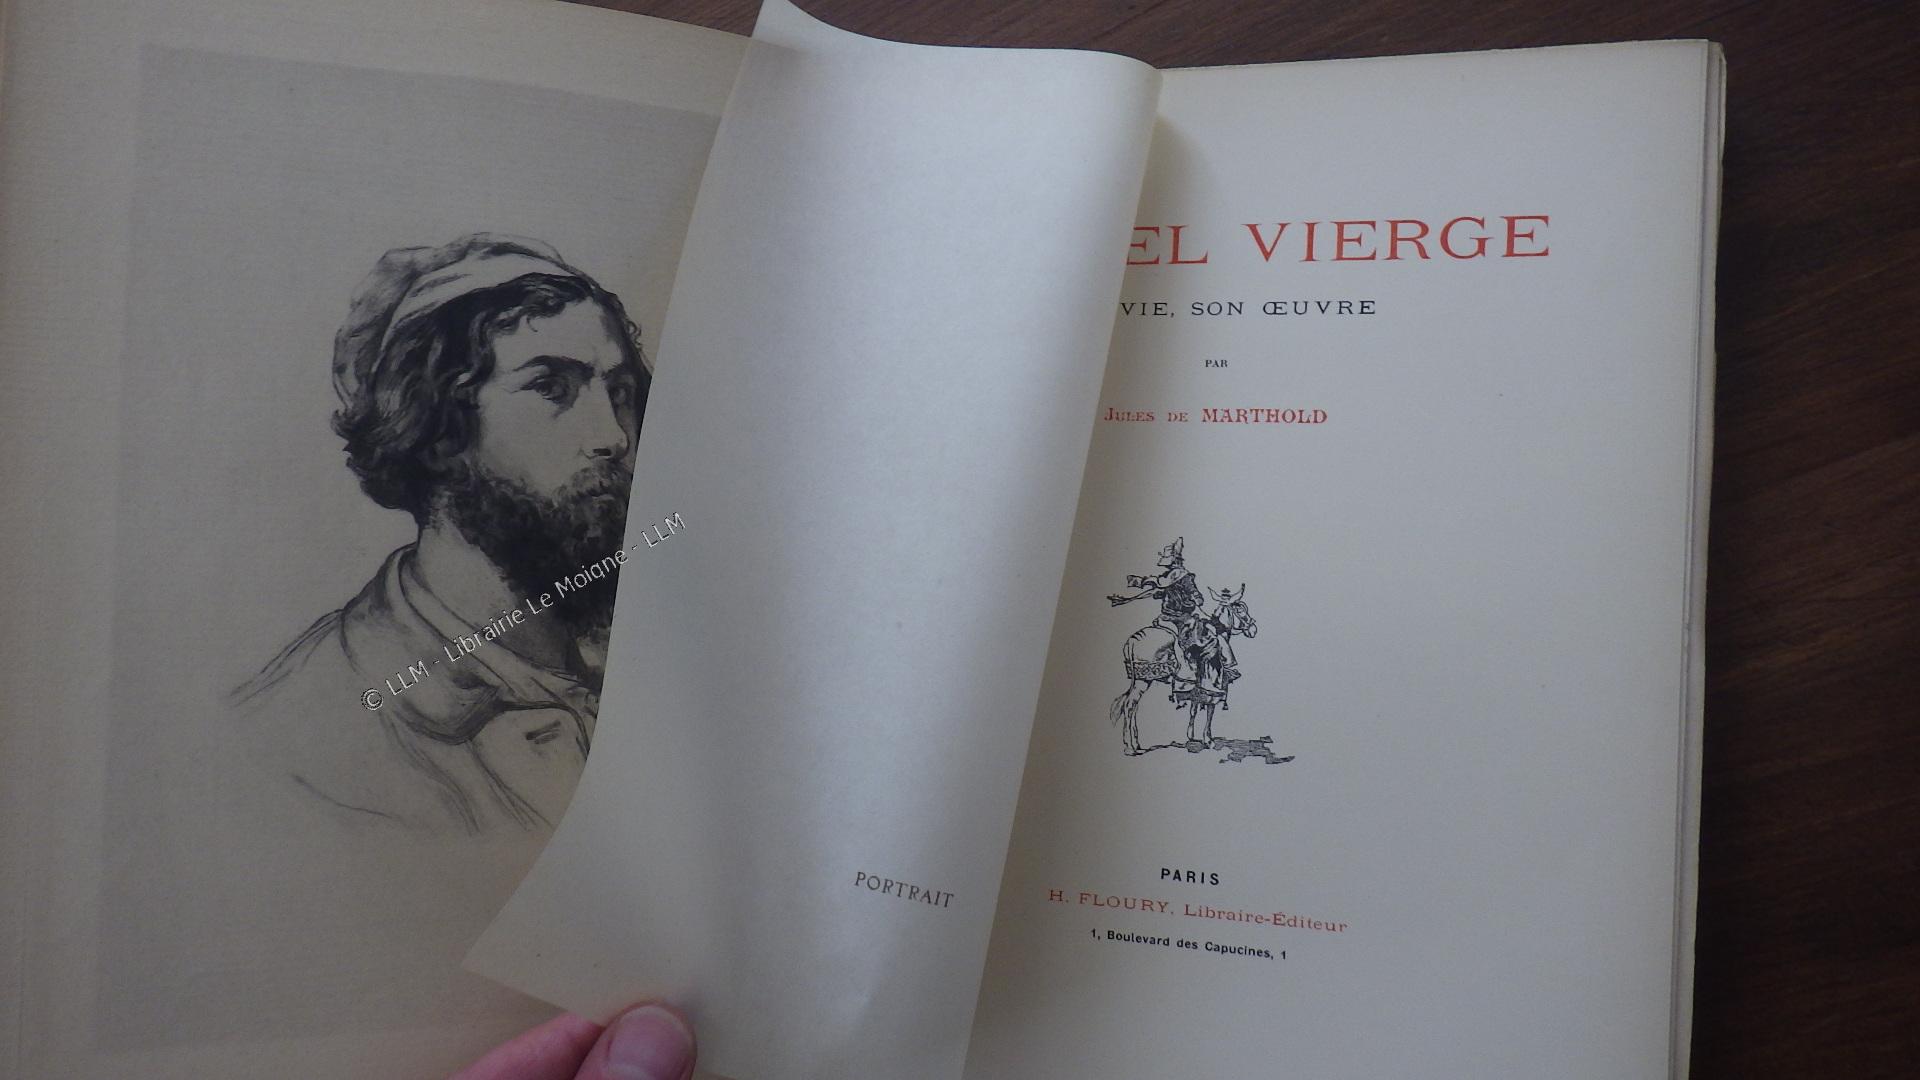 © LLM - Librairie Le Moigne - LLM
PORTRAIT
EL VIERGE
VIE, SON ŒUVRE
PAR
JULES DE MARTHOLD
PARIS
H. FLOURY, Libraire-Éditeur
1, Boulevard des Capucines, 1